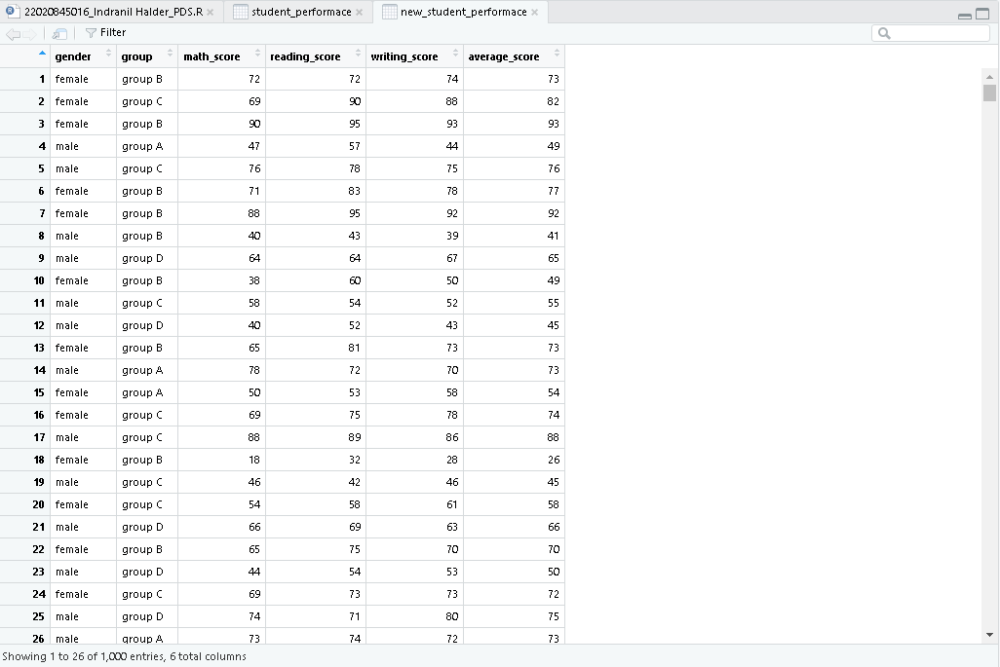 22020845016_Indranil Halder_PDS.R student_performace new_student_performace
Filter
gender group math_score reading_score writing_score average_score
1 female group B 72 72 74 73
2 female group C 69 90 88 82
3 female group B 90 95 93 93
4 male group A 47 57 44 49
5 male group C 76 78 75 76
6 female group B 71 83 78 77
7 female group B 88 95 92 92
8 male group B 40 43 39 41
9 male group D 64 64 67 65
10 female group B 38 60 50 49
11 male group C 58 54 52 55
12 male group D 40 52 43 45
13 female group B 65 81 73 73
14 male group A 78 72 70 73
15 female group A 50 53 58 54
16 female group C 69 75 78 74
17 male group C 88 89 86 88
18 female group B 18 32 28 26
19 male group C 46 42 46 45
20 female group C 54 58 61 58
21 male group D 66 69 63 66
22 female group B 65 75 70 70
23 male group D 44 54 53 50
24 female group C 69 73 73 72
25 male group D 74 71 80 75
26 male group A 73 74 72 73
Showing 1 to 26 of 1,000 entries, 6 total columns